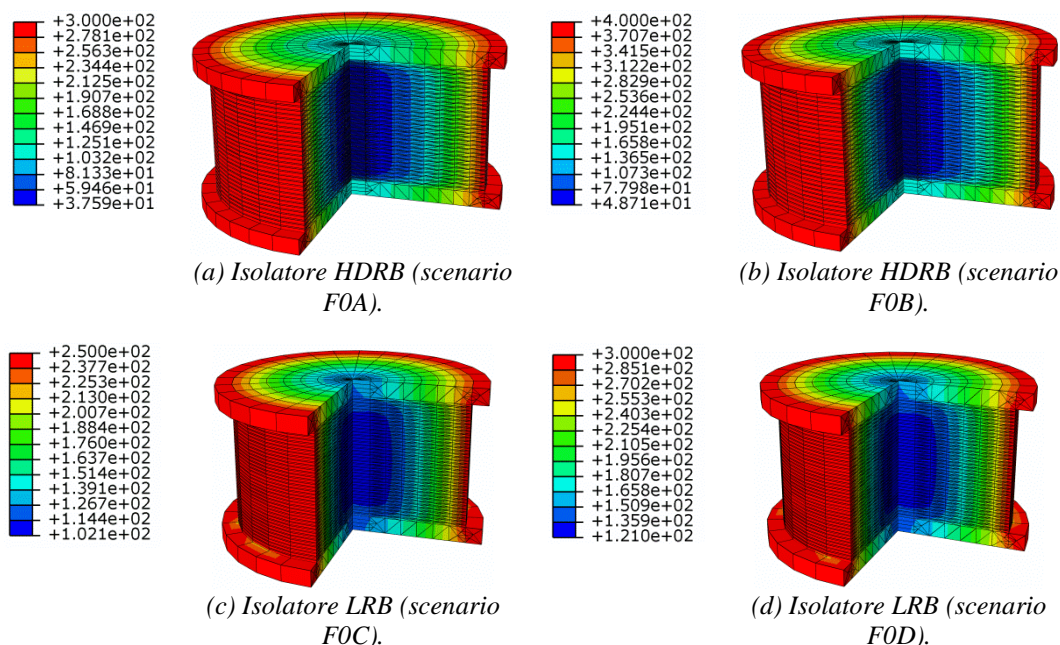 +3.000e+02
+2.781e+02
+2.563e+02
+2.344e+02
+2.125e+02
+1.907e+02
+1.688e+02
+1.469e+02
+1.251e+02
+1.032e+02
+8.133e+01
+5.946e+01
+3.759e+01
(a) Isolatore HDRB (scenario
F0A).
+4.000e+02
+3.707e+02
+3.415e+02
+3.122e+02
+2.829e+02
+2.536e+02
+2.244e+02
+1.951e+02
+1.658e+02
+1.365e+02
+1.073e+02
+7.798e+01
+4.871e+01
(b) Isolatore HDRB (scenario
F0B).
+2.500e+02
+2.377e+02
+2.253e+02
+2.130e+02
+2.007e+02
+1.884e+02
+1.760e+02
+1.637e+02
+1.514e+02
+1.391e+02
+1.267e+02
+1.144e+02
+1.021e+02
(c) Isolatore LRB (scenario
F0C).
+3.000e+02
+2.851e+02
+2.702e+02
+2.553e+02
+2.403e+02
+2.254e+02
+2.105e+02
+1.956e+02
+1.807e+02
+1.658e+02
+1.509e+02
+1.359e+02
+1.210e+02
(d) Isolatore LRB (scenario
F0D).